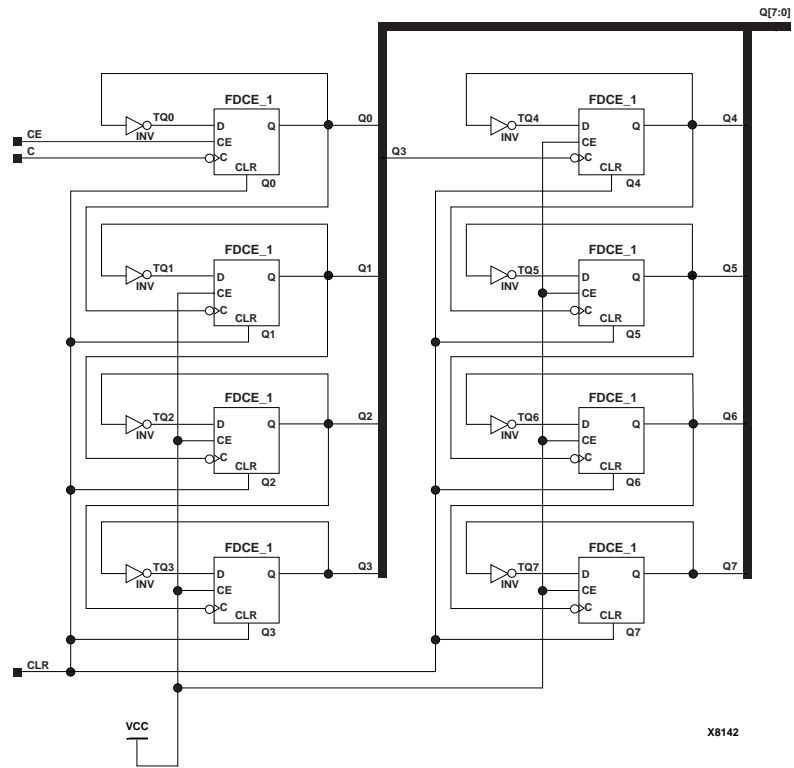 Q[7:0]
FDCE_1
FDCE_1
TQ0
D
Q
Q0
TQ4
D
Q
Q4
CE
INV
CE
INV
CE
C
C
Q3
C
CLR
CLR
Q0
Q4
FDCE_1
FDCE_1
TQ1
D
Q
Q1
TQ5
D
Q
Q5
INV
CE
INV
CE
C
C
CLR
CLR
Q1
Q5
FDCE_1
FDCE_1
TQ2
D
Q
Q2
TQ6
D
Q
Q6
INV
CE
INV
CE
C
C
CLR
CLR
Q2
Q6
FDCE_1
FDCE_1
TQ3
D
Q
Q3
TQ7
D
Q
Q7
INV
CE
INV
CE
C
C
CLR
CLR
Q3
Q7
CLR
VCC
X8142